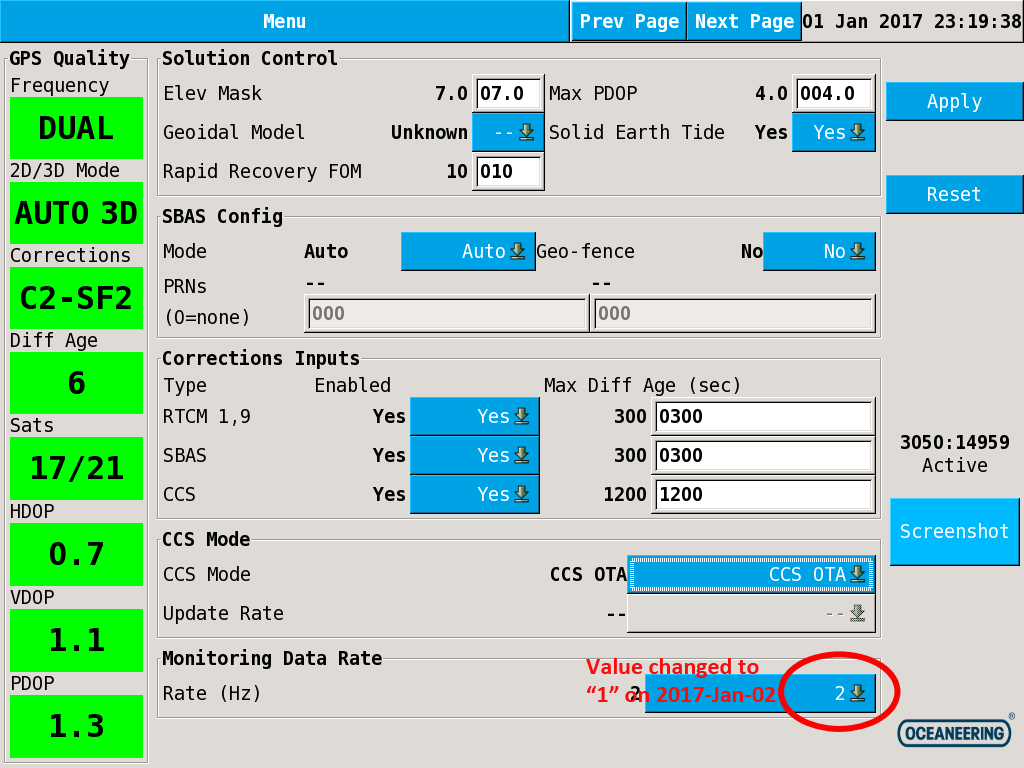 Menu Prev Page Next Page 01 Jan 2017 23:19:38
GPS Quality
Frequency
DUAL
2D/3D Mode
AUTO 3D
Corrections
C2-SF2
Diff Age
6
Sats
17/21
HDOP
0.7
VDOP
1.1
PDOP
1.3
Solution Control
Elev Mask 7.0 07.0 Max PDOP 4.0 004.0
Geoidal Model Unknown -- Solid Earth Tide Yes Yes
Rapid Recovery FOM 10 010
SBAS Config
Mode Auto Auto Geo-fence No No
PRNs -- --
(0=none) 000 000
Corrections Inputs
Type Enabled Max Diff Age (sec)
RTCM 1,9 Yes Yes 300 0300
SBAS Yes Yes 300 0300
CCS Yes Yes 1200 1200
CCS Mode
CCS Mode CCS OTA CCS OTA
Update Rate -- --
Monitoring Data Rate
Rate (Hz) 2 2
Value changed to
“1” on 2017-Jan-02
Apply
Reset
3050:14959
Active
Screenshot
OCEANEERING®